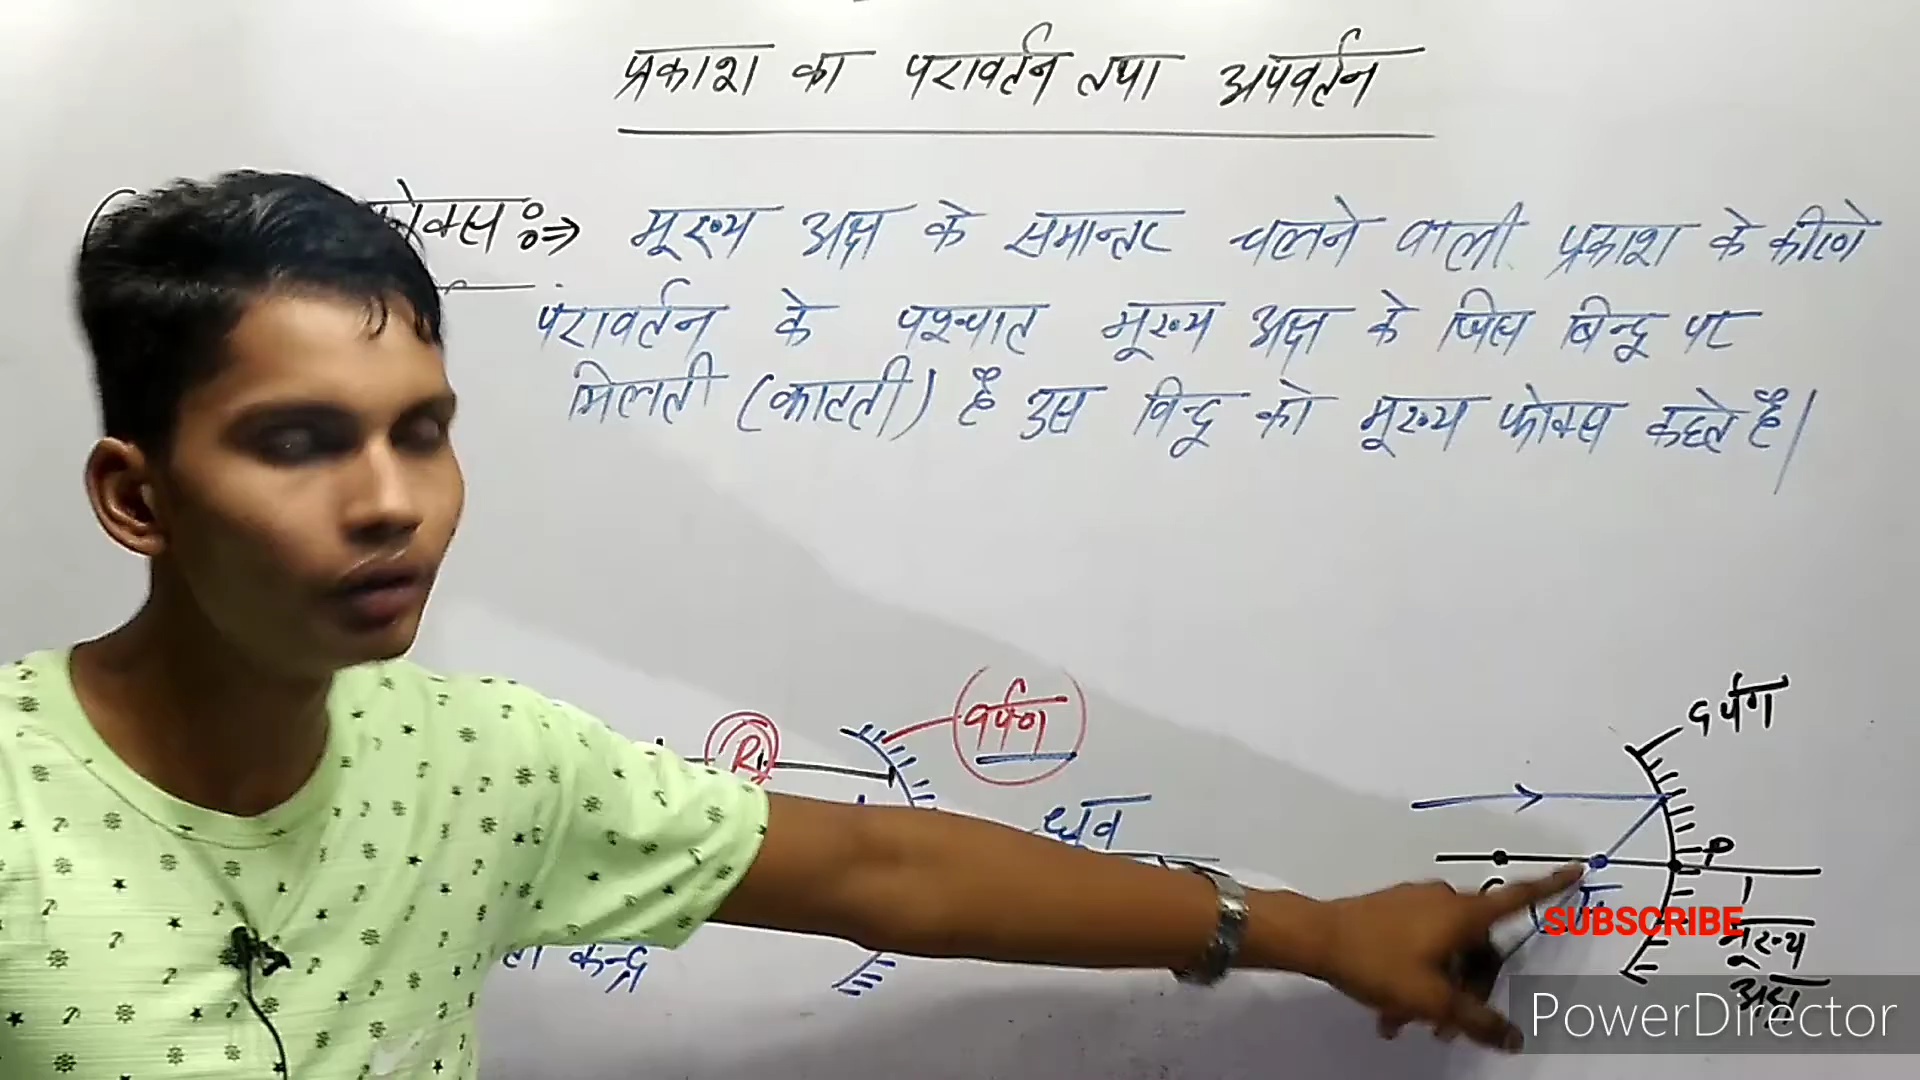 प्रकाश का परावर्तन तथा अपवर्तन
फोक्स :⇒ मूख्य अक्ष के समान्तर चलने वाली प्रकाश के कीरणे
परावर्तन के पश्चात मूख्य अक्ष के जिस बिन्दू पर
मिलती (काटती) है उस बिन्दू को मूख्य फोक्स कहते है।
दर्पण
R
दर्पण
ध्रुव
P
केन्द्र
SUBSCRIBE
मूख्य
अक्ष
PowerDirector